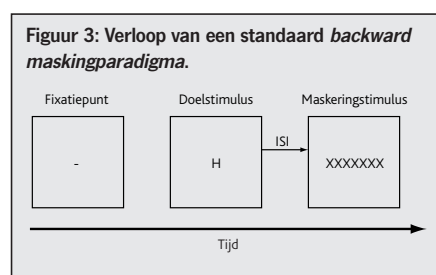 Figuur 3: Verloop van een standaard backward
maskingparadigma.
Fixatiepunt Doelstimulus Maskeringstimulus
- H ISI XXXXXXX
Tijd